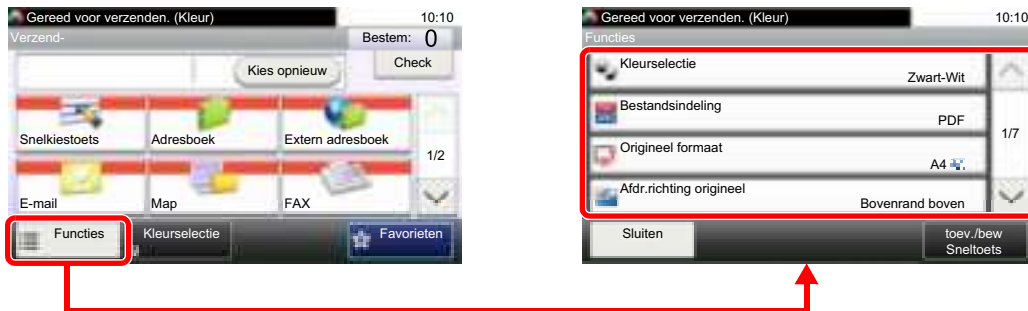 Gereed voor verzenden. (Kleur) 10:10
Verzend- Bestem: 0
Kies opnieuw Check
Snelkiestoets Adresboek Extern adresboek
1/2
E-mail Map FAX
Functies Kleurselectie Favorieten
Gereed voor verzenden. (Kleur) 10:10
Functies
Kleurselectie
Zwart-Wit
Bestandsindeling
PDF
1/7
Origineel formaat
A4
Afdr.richting origineel
Bovenrand boven
Sluiten toev./bew
Sneltoets